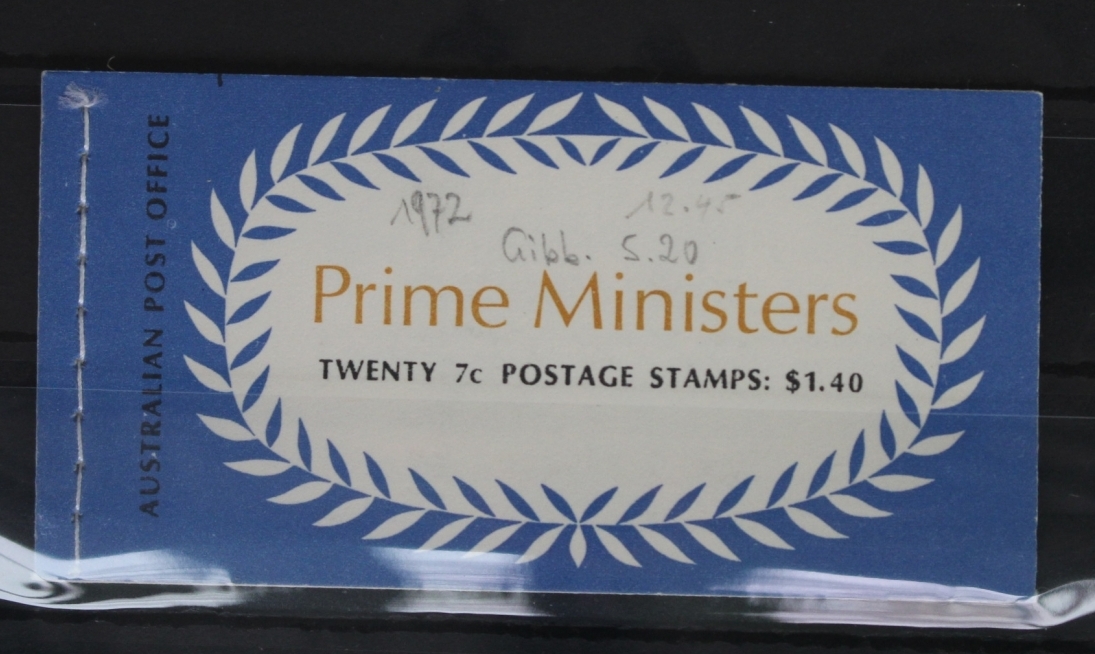 AUSTRALIAN POST OFFICE
1972 12.45
Gibb. S.20
Prime Ministers
TWENTY 7c POSTAGE STAMPS: $1.40